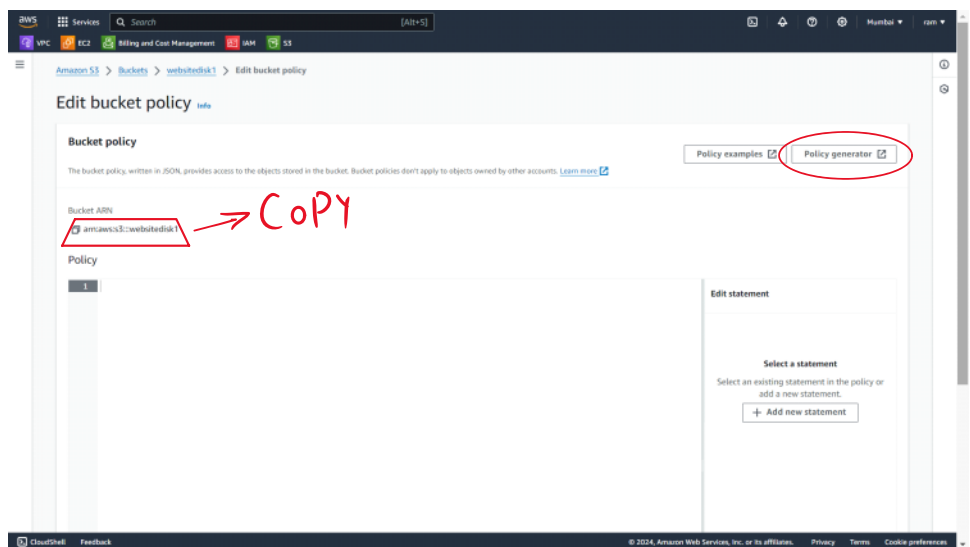 aws Services Search [Alt+S] Mumbai ram
VPC EC2 Billing and Cost Management IAM S3
Amazon S3 > Buckets > websitedisk1 > Edit bucket policy
Edit bucket policy Info
Bucket policy
Policy examples Policy generator
The bucket policy, written in JSON, provides access to the objects stored in the bucket. Bucket policies don't apply to objects owned by other accounts. Learn more
COPY
Bucket ARN
arn:aws:s3:::websitedisk1
Policy
1
Edit statement
Select a statement
Select an existing statement in the policy or
add a new statement.
+ Add new statement
CloudShell Feedback © 2024, Amazon Web Services, Inc. or its affiliates. Privacy Terms Cookie preferences